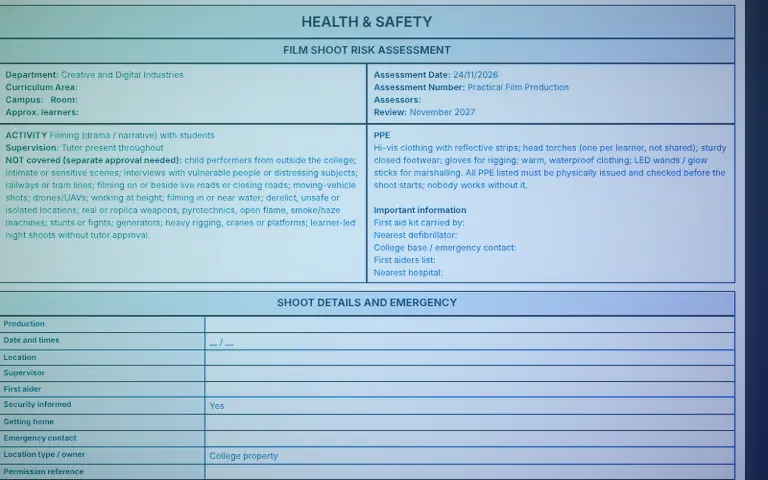 HEALTH & SAFETY
FILM SHOOT RISK ASSESSMENT
Department: Creative and Digital Industries
Curriculum Area:
Campus: Room:
Approx. learners:
Assessment Date: 24/11/2026
Assessment Number: Practical Film Production
Assessors:
Review: November 2027
ACTIVITY Filming (drama / narrative) with students
Supervision: Tutor present throughout
NOT covered (separate approval needed): child performers from outside the college;
intimate or sensitive scenes; interviews with vulnerable people or distressing subjects;
railways or tram lines; filming on or beside live roads or closing roads; moving-vehicle
shots; drones/UAVs; working at height; filming in or near water; derelict, unsafe or
isolated locations; real or replica weapons; pyrotechnics, open flame, smoke/haze
machines; stunts or fights; generators; heavy rigging, cranes or platforms; learner-led
night shoots without tutor approval.
PPE
Hi-vis clothing with reflective strips; head torches (one per learner, not shared); sturdy
closed footwear; gloves for rigging; warm, waterproof clothing; LED wands / glow
sticks for marshalling. All PPE listed must be physically issued and checked before the
shoot starts; nobody works without it.
Important information
First aid kit carried by:
Nearest defibrillator:
College base / emergency contact:
First aiders list:
Nearest hospital:
SHOOT DETAILS AND EMERGENCY
Production
Date and times __ / __
Location
Supervisor
First aider
Security informed Yes
Getting home
Emergency contact
Location type / owner College property
Permission reference